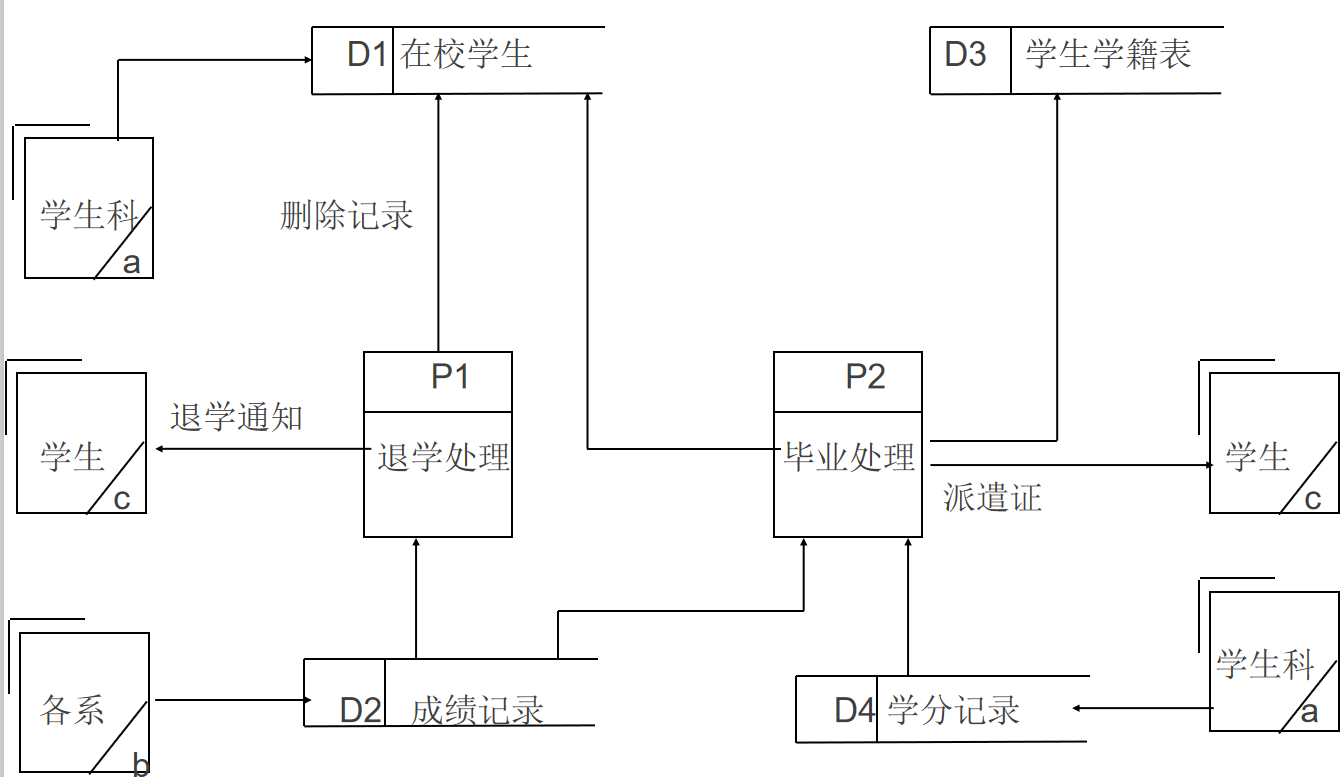 D1 在校学生
D3 学生学籍表
学生科
a
删除记录
P1
P2
退学通知
学生
c
退学处理
毕业处理
学生
c
派遣证
学生科
a
各系
b
D2 成绩记录
D4 学分记录